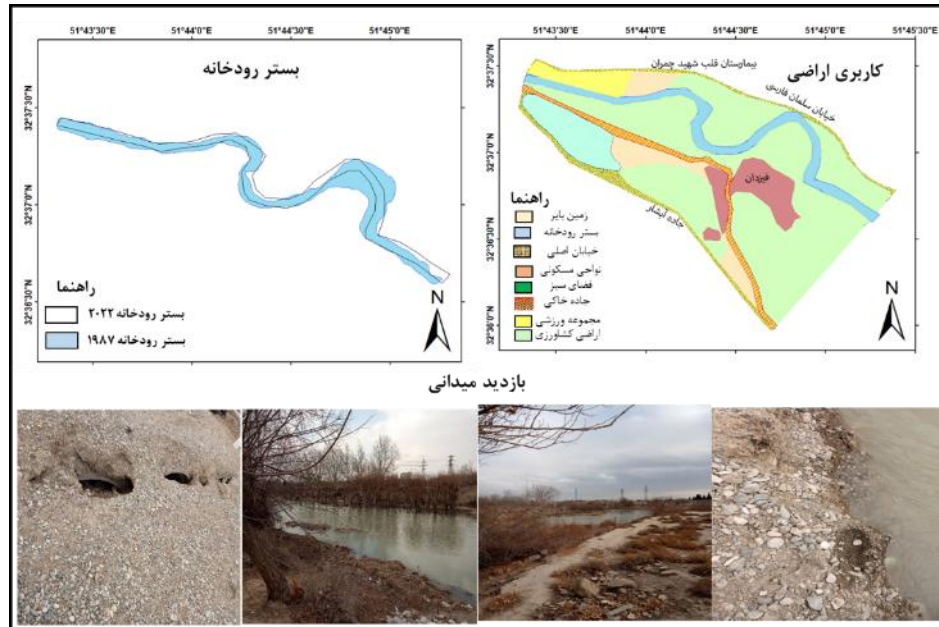 51°43'30"E 51°44'0"E 51°44'30"E 51°45'0"E
بستر رودخانه
32°37'30"N
32°37'0"N
32°36'30"N
راهنما
بستر رودخانه ۲۰۲۲
بستر رودخانه ۱۹۸۷
N
51°43'30"E 51°44'0"E 51°44'30"E 51°45'0"E 51°45'30"E
کاربری اراضی
بیمارستان قلب شهید چمران
خیابان سلمان فارسی
قیزدان
جاده آبشار
32°37'30"N
32°37'0"N
32°36'30"N
32°36'0"N
راهنما
زمین بایر
بستر رودخانه
خیابان اصلی
نواحی مسکونی
فضای سبز
جاده خاکی
مجموعه ورزشی
اراضی کشاورزی
N
بازدید میدانی